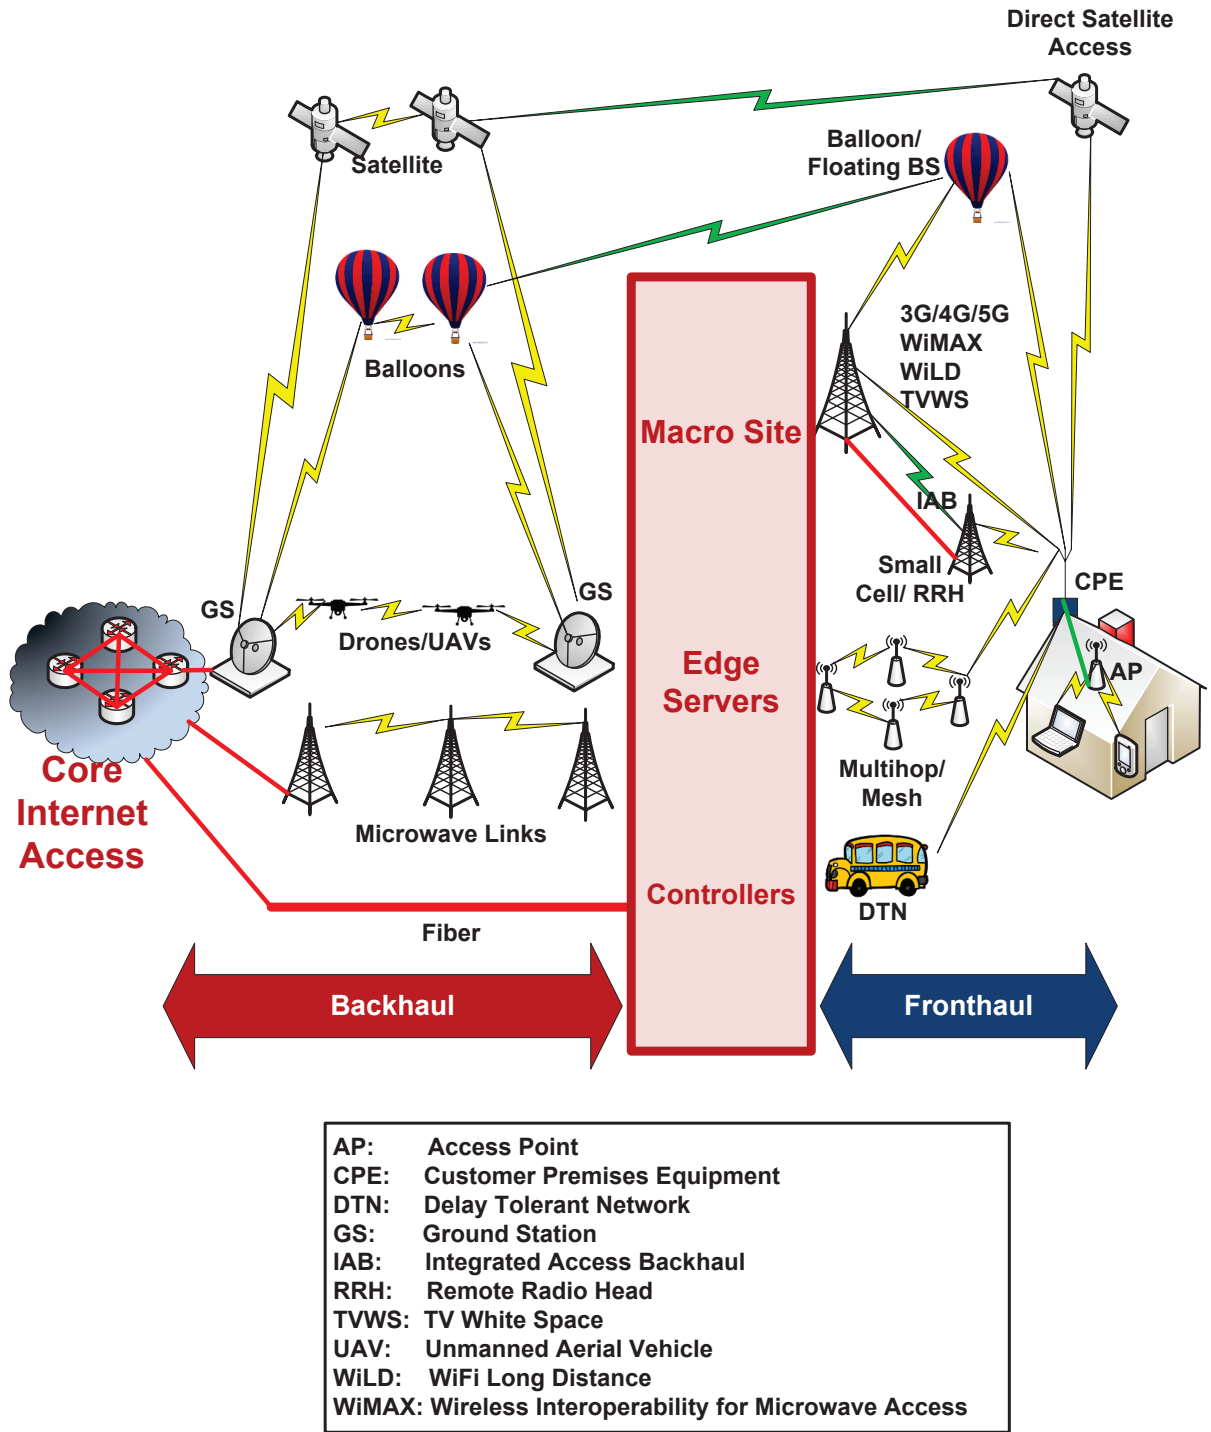 Direct Satellite
Access
Satellite
Balloon/
Floating BS
Balloons
3G/4G/5G
WiMAX
WiLD
TVWS
Macro Site
IAB
Small
Cell/ RRH
CPE
GS
GS
Drones/UAVs
AP
Edge
Servers
Core
Internet
Access
Microwave Links
Multihop/
Mesh
Controllers
DTN
Fiber
Backhaul
Fronthaul
AP: Access Point
CPE: Customer Premises Equipment
DTN: Delay Tolerant Network
GS: Ground Station
IAB: Integrated Access Backhaul
RRH: Remote Radio Head
TVWS: TV White Space
UAV: Unmanned Aerial Vehicle
WiLD: WiFi Long Distance
WiMAX: Wireless Interoperability for Microwave Access